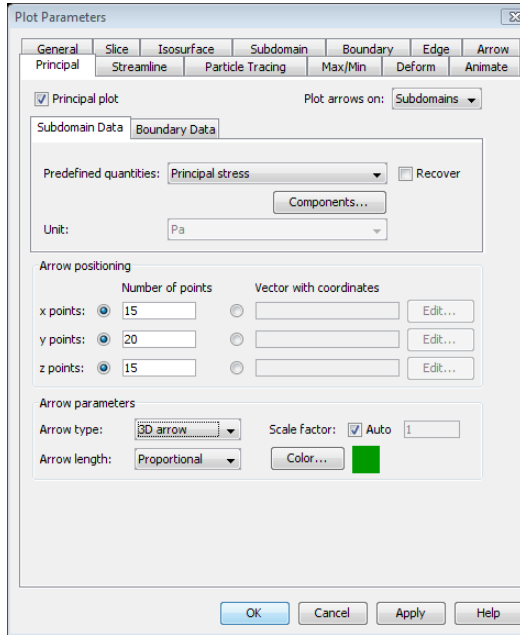 Plot Parameters
General Slice Isosurface Subdomain Boundary Edge Arrow
Principal Streamline Particle Tracing Max/Min Deform Animate
Principal plot Plot arrows on: Subdomains
Subdomain Data Boundary Data
Predefined quantities: Principal stress Recover
Components...
Unit: Pa
Arrow positioning
Number of points Vector with coordinates
x points: 15 Edit...
y points: 20 Edit...
z points: 15 Edit...
Arrow parameters
Arrow type: 3D arrow Scale factor: Auto 1
Arrow length: Proportional Color...
OK Cancel Apply Help